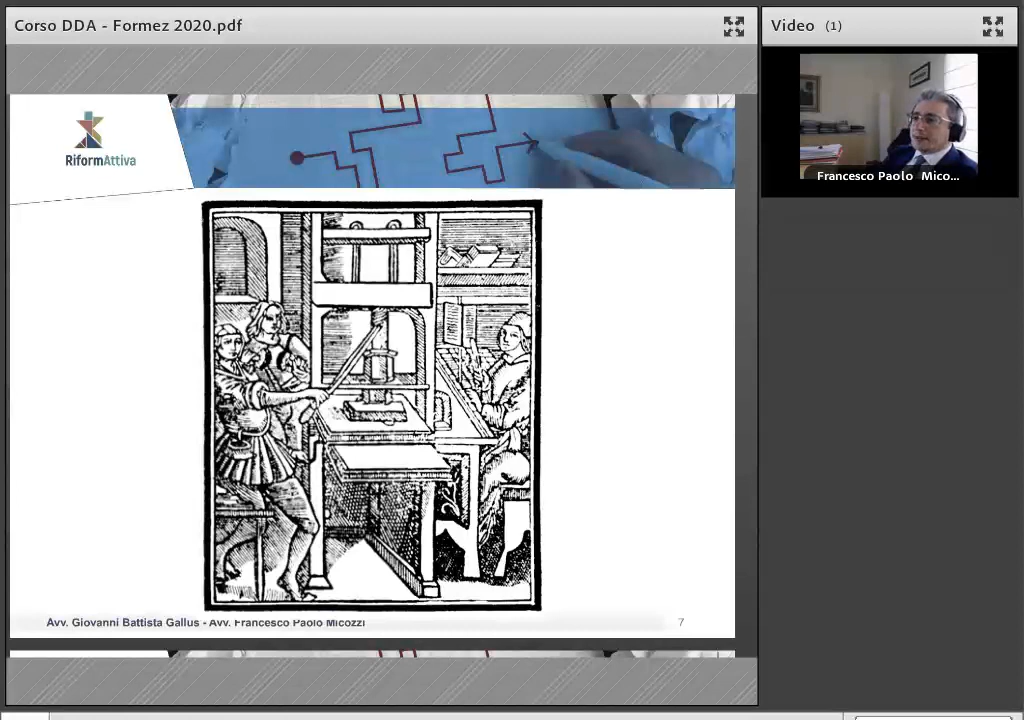 Corso DDA - Formez 2020.pdf
Video (1)
RiformAttiva
Francesco Paolo Mico...
Avv. Giovanni Battista Gallus - Avv. Francesco Paolo Micozzi
7